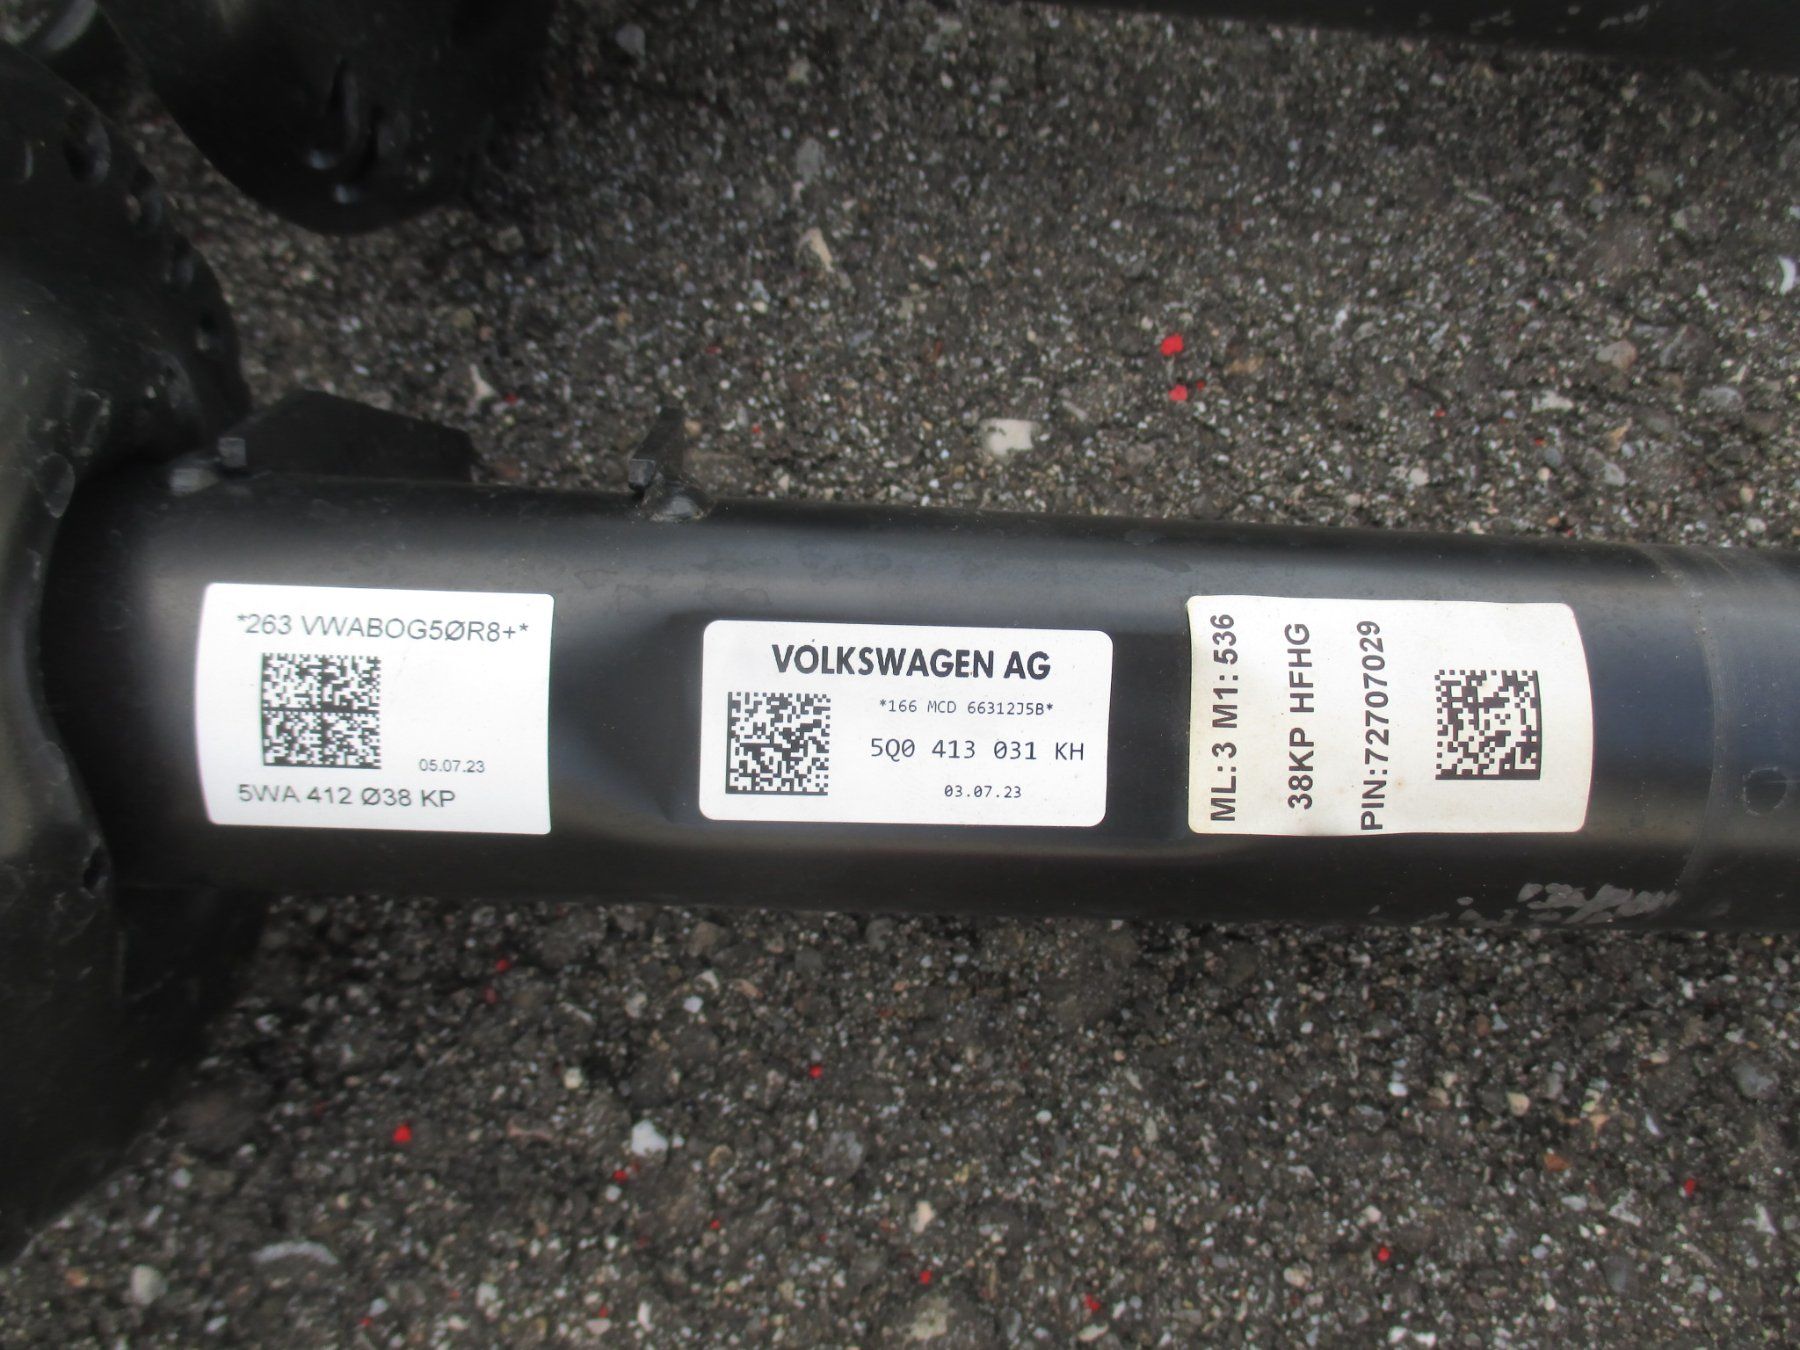 *263 VWABOG5ØR8+*
05.07.23
5WA 412 Ø38 KP
VOLKSWAGEN AG
*166 MCD 66312J5B*
5Q0 413 031 KH
03.07.23
ML: 3 M1: 536
38KP HFHG
PIN:727070029